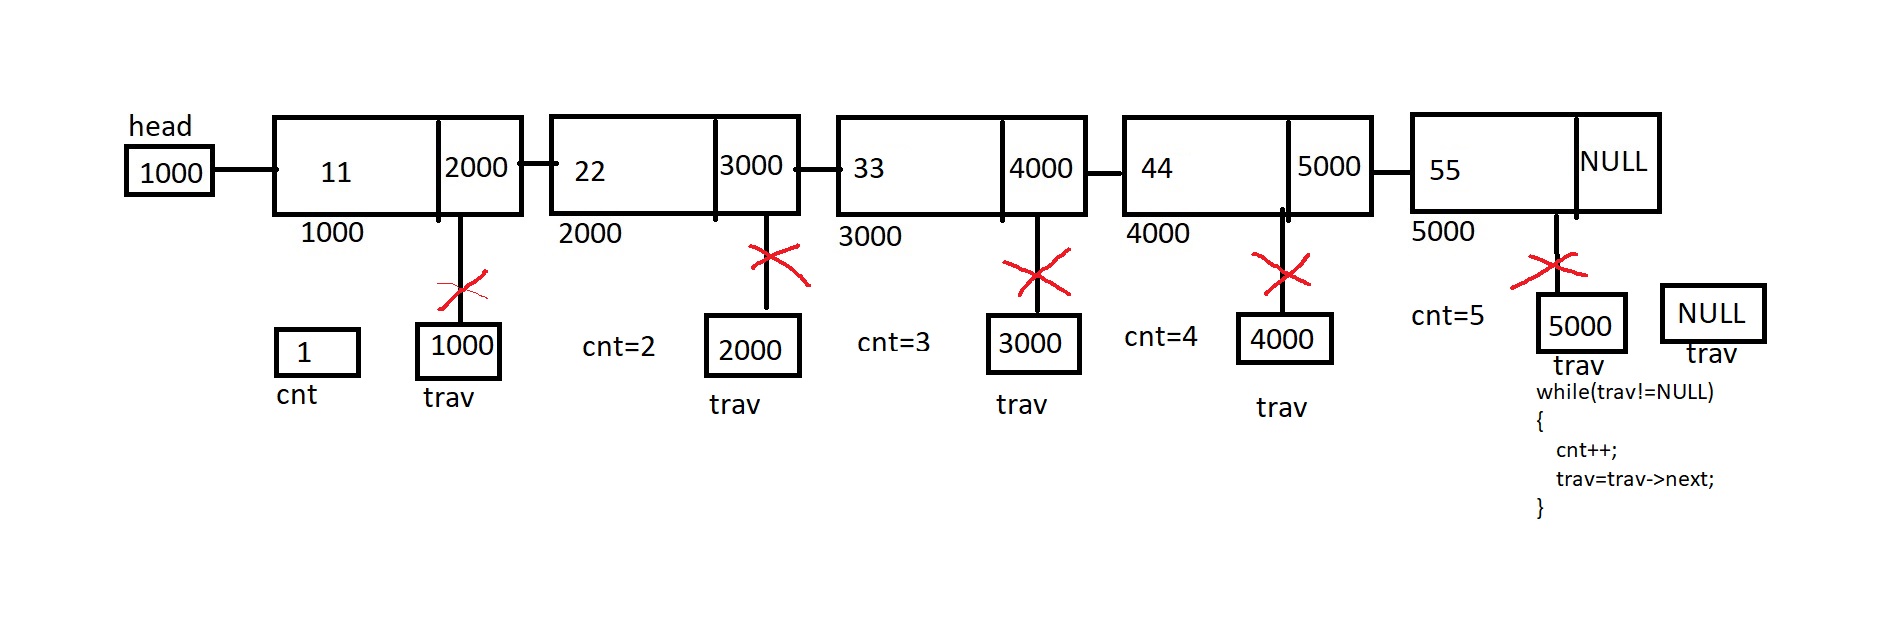 head
1000
11
2000
22
3000
33
4000
44
5000
55
NULL
1000
2000
3000
4000
5000
1
cnt
1000
trav
cnt=2
2000
trav
cnt=3
3000
trav
cnt=4
4000
trav
cnt=5
5000
trav
NULL
trav
while(trav!=NULL)
{
cnt++;
trav=trav->next;
}